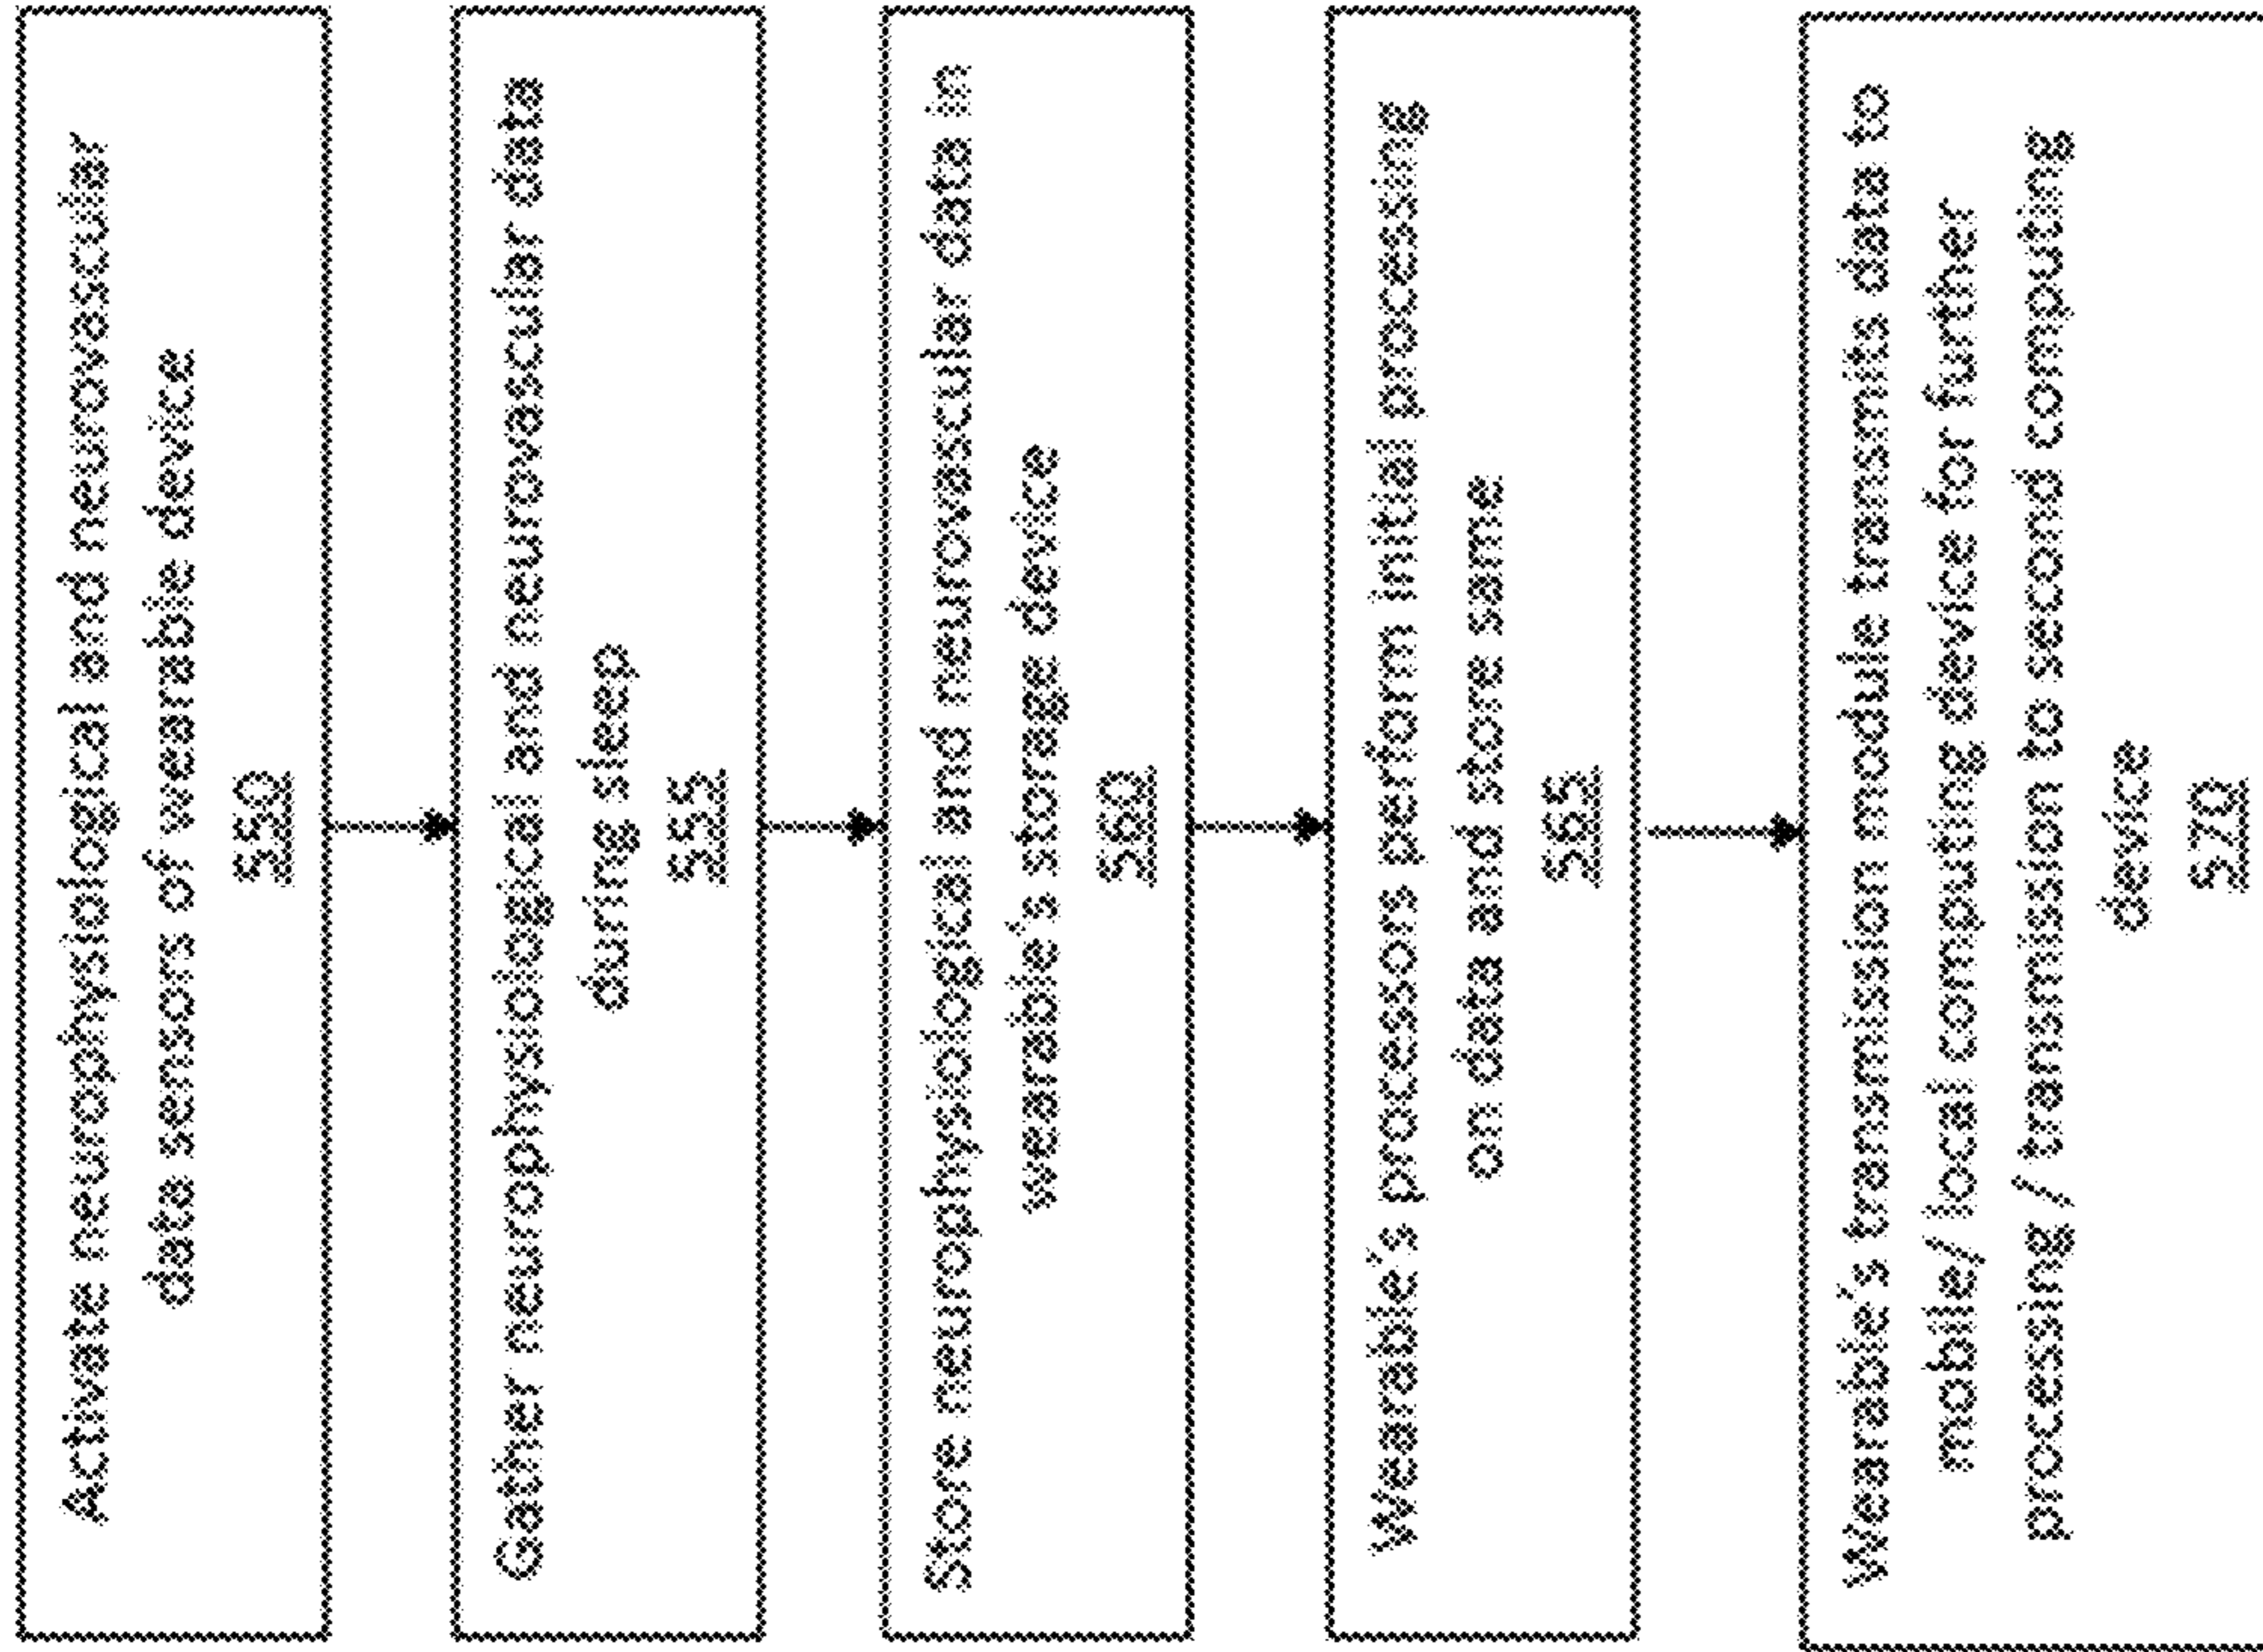 Activate neurophysiological and neurovascular
data sensors of wearable device
550
Gather neurophysiological and neurovascular data
during sleep
555
Store neurophysiological and neurovascular data in
wearable's storage device
560
Wearable's processors perform initial processing
on data and store same
565
Wearable's transmission module transmits data to
mobile/ local computing device for further
processing / transmission to second computing
device
570